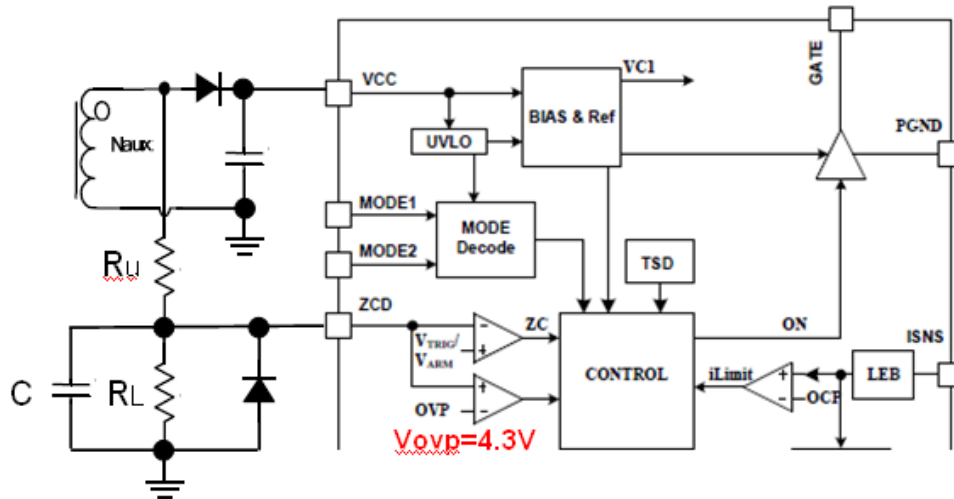 GATE
VCC
VC1
BIAS & Ref
PGND
Naux.
UVLO
MODE1
MODE
Decode
MODE2
RU
TSD
ZCD
ZC
ON
ISNS
VTRIG/
VARM
CONTROL
iLimit
LEB
C
RL
OVP
OCP
Vovp=4.3V